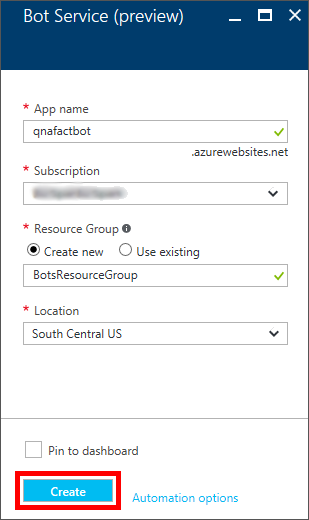 Bot Service (preview)
* App name
qnafactbot
.azurewebsites.net
* Subscription
* Resource Group
Create new Use existing
BotsResourceGroup
* Location
South Central US
Pin to dashboard
Create Automation options